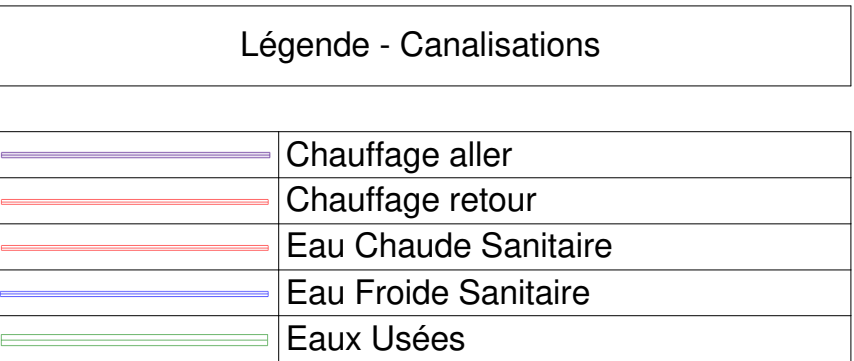 Légende - Canalisations
Chauffage aller
Chauffage retour
Eau Chaude Sanitaire
Eau Froide Sanitaire
Eaux Usées